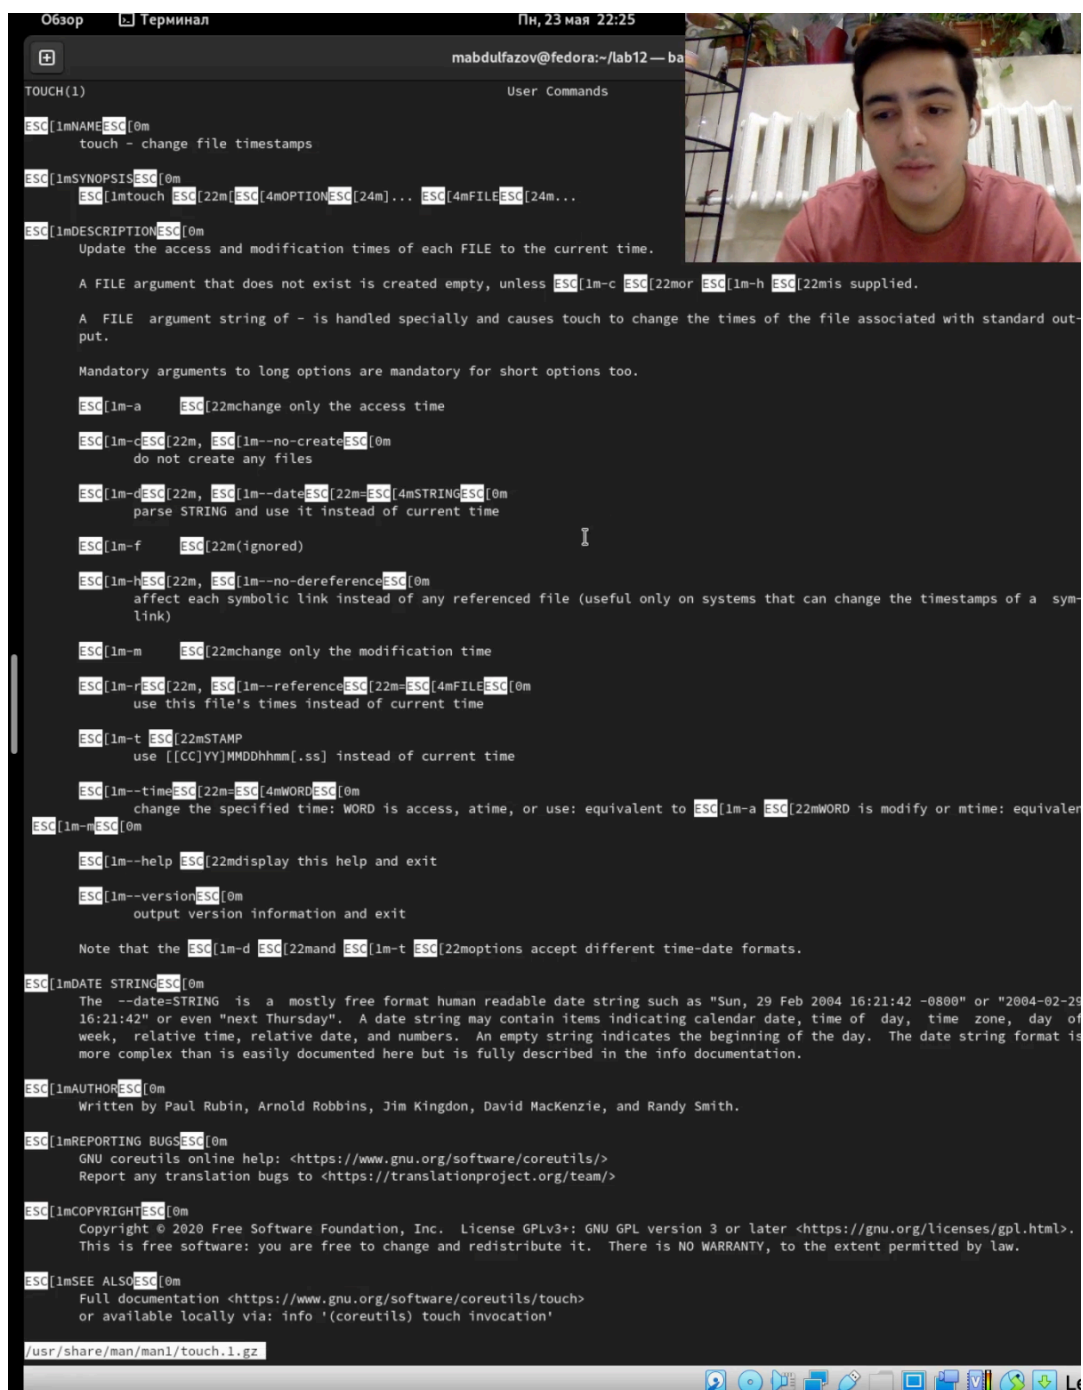 Обзор Терминал Пн, 23 мая 22:25
mabdulfazov@fedora:~/lab12 — ba
TOUCH(1) User Commands
ESC[1mNAMEESC[0m
touch - change file timestamps
ESC[1mSYNOPSISESC[0m
ESC[1mtouch ESC[22m[ESC[4mOPTIONESC[24m]... ESC[4mFILEESC[24m...
ESC[1mDESCRIPTIONESC[0m
Update the access and modification times of each FILE to the current time.
A FILE argument that does not exist is created empty, unless ESC[1m-c ESC[22mor ESC[1m-h ESC[22mis supplied.
A FILE argument string of - is handled specially and causes touch to change the times of the file associated with standard out-
put.
Mandatory arguments to long options are mandatory for short options too.
ESC[1m-a ESC[22mchange only the access time
ESC[1m-cESC[22m, ESC[1m--no-createESC[0m
do not create any files
ESC[1m-dESC[22m, ESC[1m--dateESC[22m=ESC[4mSTRINGESC[0m
parse STRING and use it instead of current time
ESC[1m-f ESC[22m(ignored)
ESC[1m-hESC[22m, ESC[1m--no-dereferenceESC[0m
affect each symbolic link instead of any referenced file (useful only on systems that can change the timestamps of a sym-
link)
ESC[1m-m ESC[22mchange only the modification time
ESC[1m-rESC[22m, ESC[1m--referenceESC[22m=ESC[4mFILEESC[0m
use this file's times instead of current time
ESC[1m-t ESC[22mSTAMP
use [[CC]YY]MMDDhhmm[.ss] instead of current time
ESC[1m--timeESC[22m=ESC[4mWORDESC[0m
change the specified time: WORD is access, atime, or use: equivalent to ESC[1m-a ESC[22mWORD is modify or mtime: equivalen
ESC[1m-mESC[0m
ESC[1m--help ESC[22mdisplay this help and exit
ESC[1m--versionESC[0m
output version information and exit
Note that the ESC[1m-d ESC[22mand ESC[1m-t ESC[22moptions accept different time-date formats.
ESC[1mDATE STRINGESC[0m
The --date=STRING is a mostly free format human readable date string such as "Sun, 29 Feb 2004 16:21:42 -0800" or "2004-02-29
16:21:42" or even "next Thursday". A date string may contain items indicating calendar date, time of day, time zone, day of
week, relative time, relative date, and numbers. An empty string indicates the beginning of the day. The date string format is
more complex than is easily documented here but is fully described in the info documentation.
ESC[1mAUTHORESC[0m
Written by Paul Rubin, Arnold Robbins, Jim Kingdon, David MacKenzie, and Randy Smith.
ESC[1mREPORTING BUGSESC[0m
GNU coreutils online help: <https://www.gnu.org/software/coreutils/>
Report any translation bugs to <https://translationproject.org/team/>
ESC[1mCOPYRIGHTESC[0m
Copyright © 2020 Free Software Foundation, Inc. License GPLv3+: GNU GPL version 3 or later <https://gnu.org/licenses/gpl.html>.
This is free software: you are free to change and redistribute it. There is NO WARRANTY, to the extent permitted by law.
ESC[1mSEE ALSOESC[0m
Full documentation <https://www.gnu.org/software/coreutils/touch>
or available locally via: info '(coreutils) touch invocation'
/usr/share/man/man1/touch.1.gz
Le